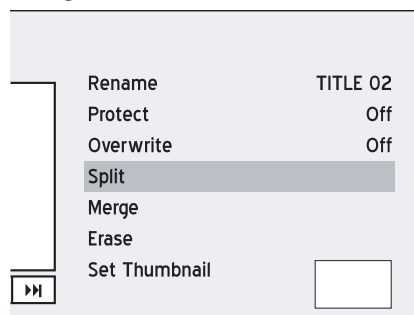 Rename TITLE 02
Protect Off
Overwrite Off
Split
Merge
Erase
Set Thumbnail